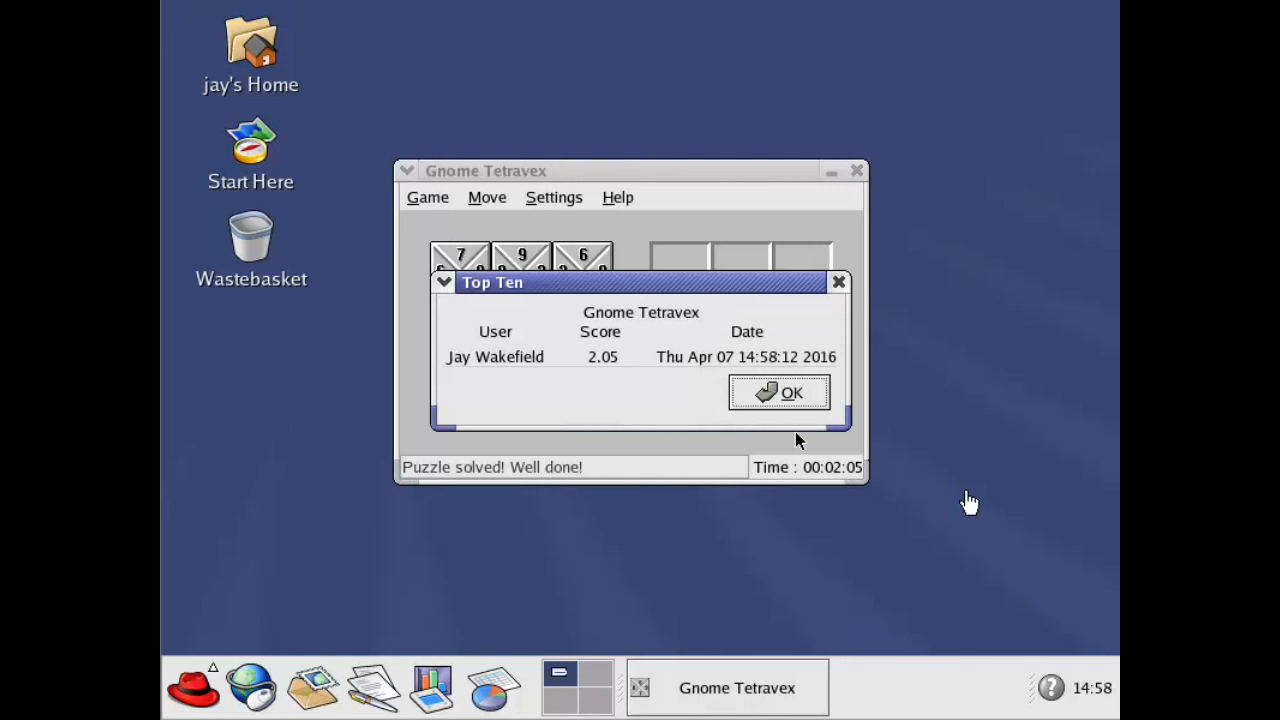 jay's Home
Start Here
Wastebasket
Gnome Tetravex
Game Move Settings Help
7 9 6
Top Ten
Gnome Tetravex
User Score Date
Jay Wakefield 2.05 Thu Apr 07 14:58:12 2016
OK
Puzzle solved! Well done! Time : 00:02:05
Gnome Tetravex
? 14:58